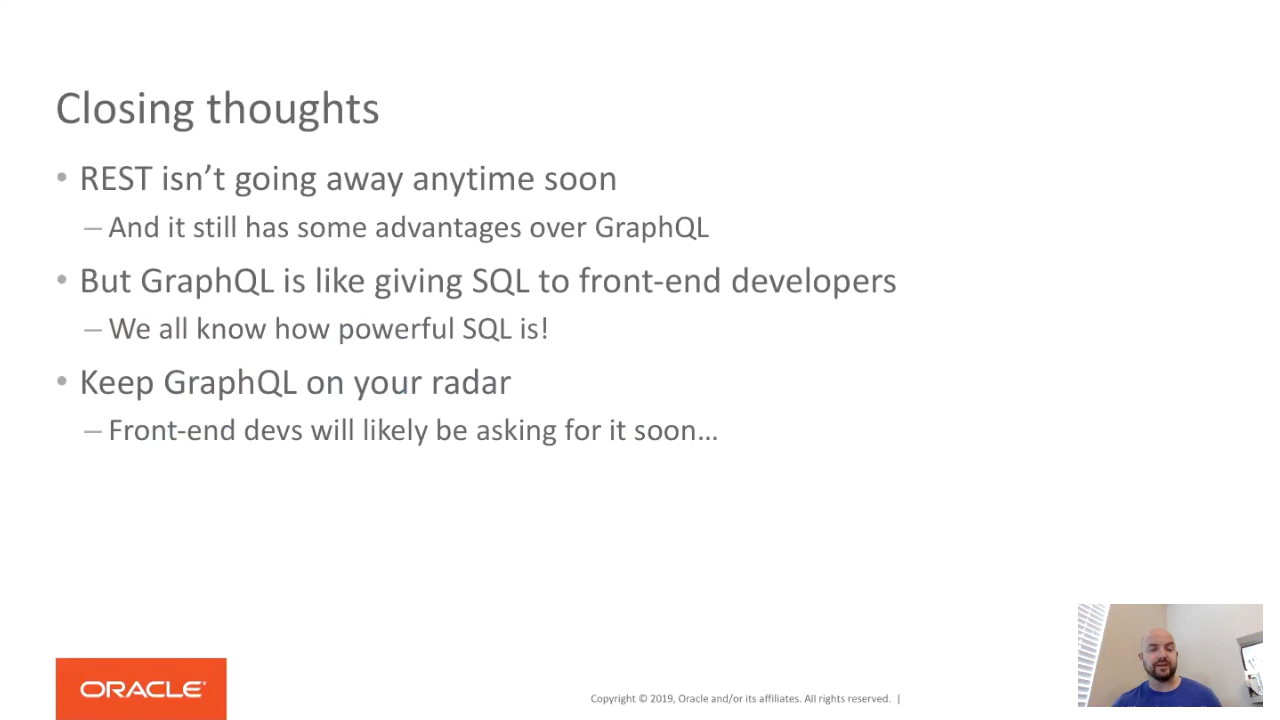 Closing thoughts
• REST isn’t going away anytime soon
– And it still has some advantages over GraphQL
• But GraphQL is like giving SQL to front-end developers
– We all know how powerful SQL is!
• Keep GraphQL on your radar
– Front-end devs will likely be asking for it soon…
ORACLE®
Copyright © 2019, Oracle and/or its affiliates. All rights reserved. |